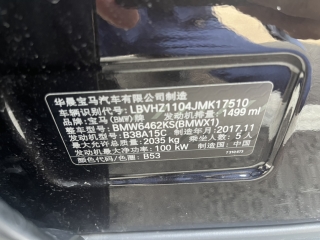 华晨宝马汽车有限公司制造
车辆识别代号:LBVHZ1104JMK17510
品牌:宝马(BMW)牌 发动机排量:1499 ml
整车型号:BMW6462KS(BMWX1)
发动机型号:B38A15C 制造年月:2017.11
最大允许总质量:2035 kg 乘坐人数:5 人
发动机最大净功率:100 kW 制造国:中国
颜色代码/色图:B53